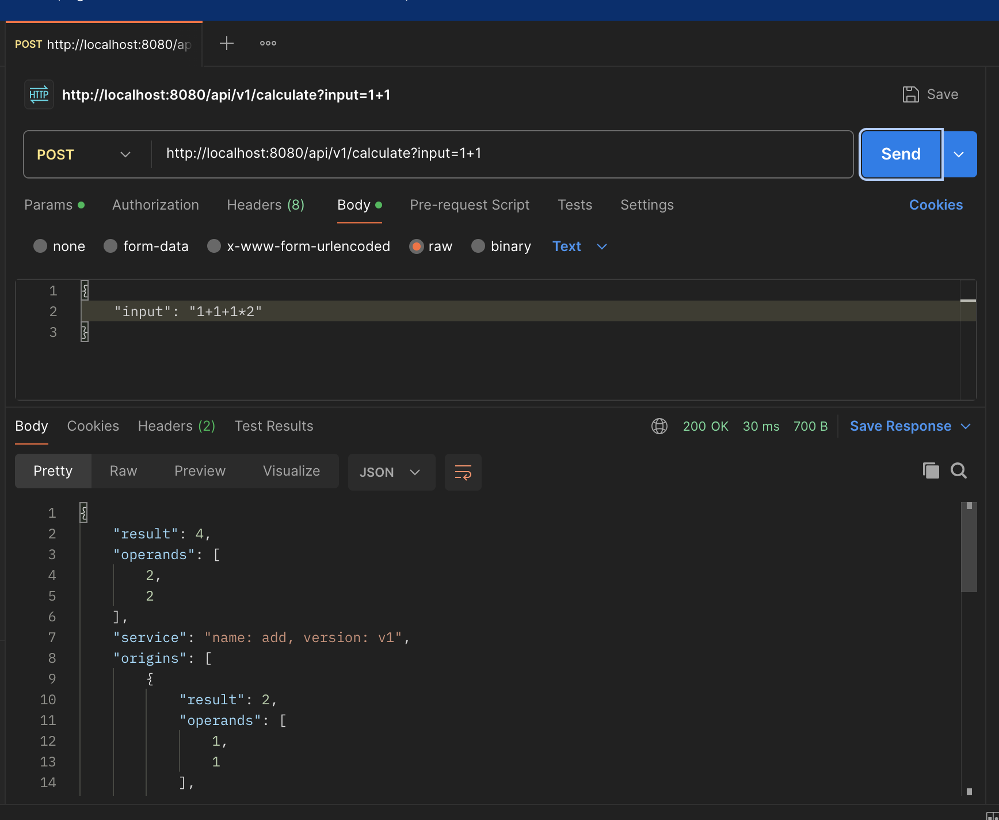 POST http://localhost:8080/ap
HTTP http://localhost:8080/api/v1/calculate?input=1+1 Save
POST http://localhost:8080/api/v1/calculate?input=1+1 Send
Params Authorization Headers (8) Body Pre-request Script Tests Settings Cookies
none form-data x-www-form-urlencoded raw binary Text
1 {
2 "input": "1+1+1*2"
3 }
Body Cookies Headers (2) Test Results 200 OK 30 ms 700 B Save Response
Pretty Raw Preview Visualize JSON
1 {
2 "result": 4,
3 "operands": [
4 2,
5 2
6 ],
7 "service": "name: add, version: v1",
8 "origins": [
9 {
10 "result": 2,
11 "operands": [
12 1,
13 1
14 ],